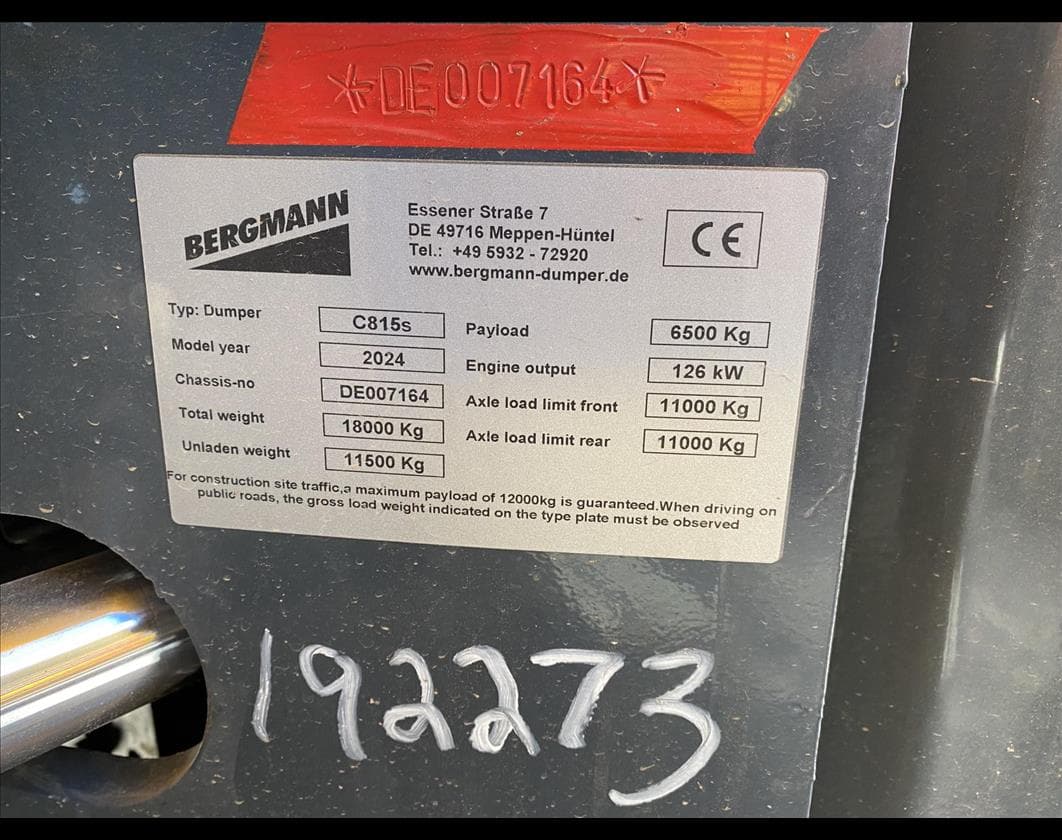 *DE007164*
BERGMANN
Essener Straße 7
DE 49716 Meppen-Hüntel
Tel.: +49 5932 - 72920
www.bergmann-dumper.de
CE
Typ: Dumper C815s
Model year 2024
Chassis-no DE007164
Total weight 18000 Kg
Unladen weight 11500 Kg
Payload 6500 Kg
Engine output 126 kW
Axle load limit front 11000 Kg
Axle load limit rear 11000 Kg
For construction site traffic,a maximum payload of 12000kg is guaranteed.When driving on
public roads, the gross load weight indicated on the type plate must be observed
192273